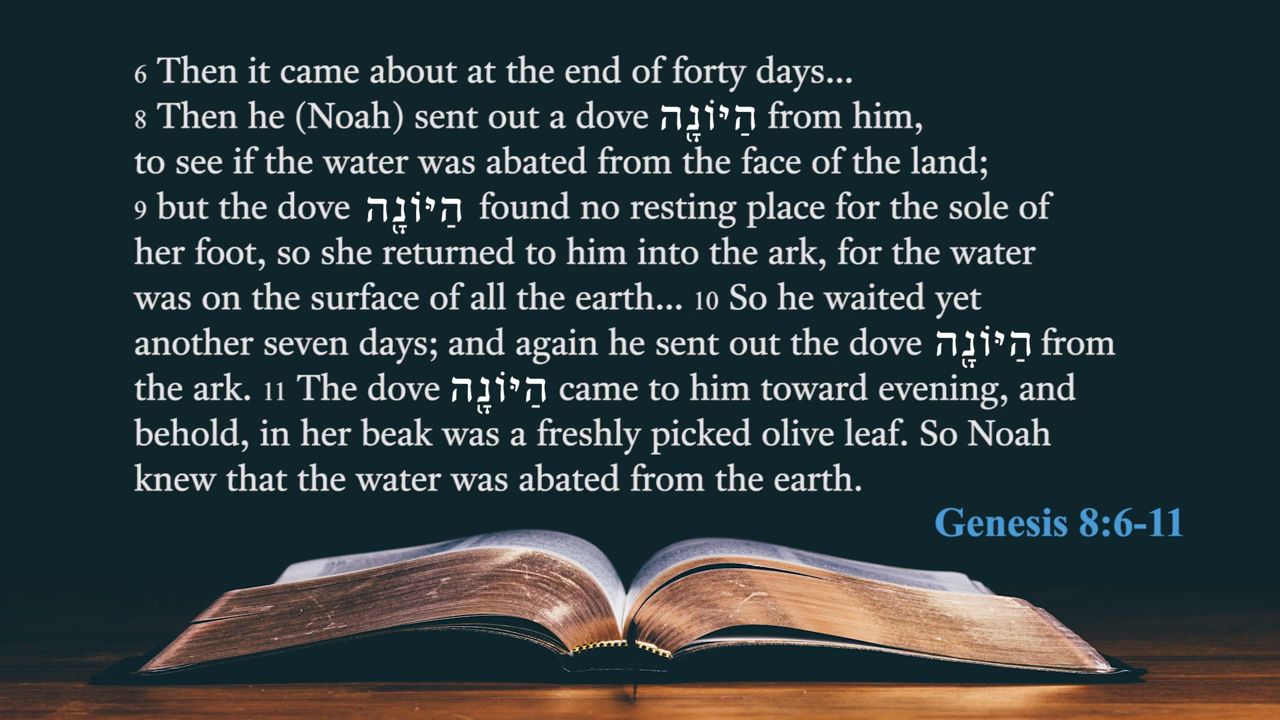 6 Then it came about at the end of forty days...
8 Then he (Noah) sent out a dove הַיּוֹנָ֖ה from him,
to see if the water was abated from the face of the land;
9 but the dove הַיּוֹנָ֖ה found no resting place for the sole of
her foot, so she returned to him into the ark, for the water
was on the surface of all the earth... 10 So he waited yet
another seven days; and again he sent out the dove הַיּוֹנָ֖ה from
the ark. 11 The dove הַיּוֹנָ֖ה came to him toward evening, and
behold, in her beak was a freshly picked olive leaf. So Noah
knew that the water was abated from the earth.
Genesis 8:6-11